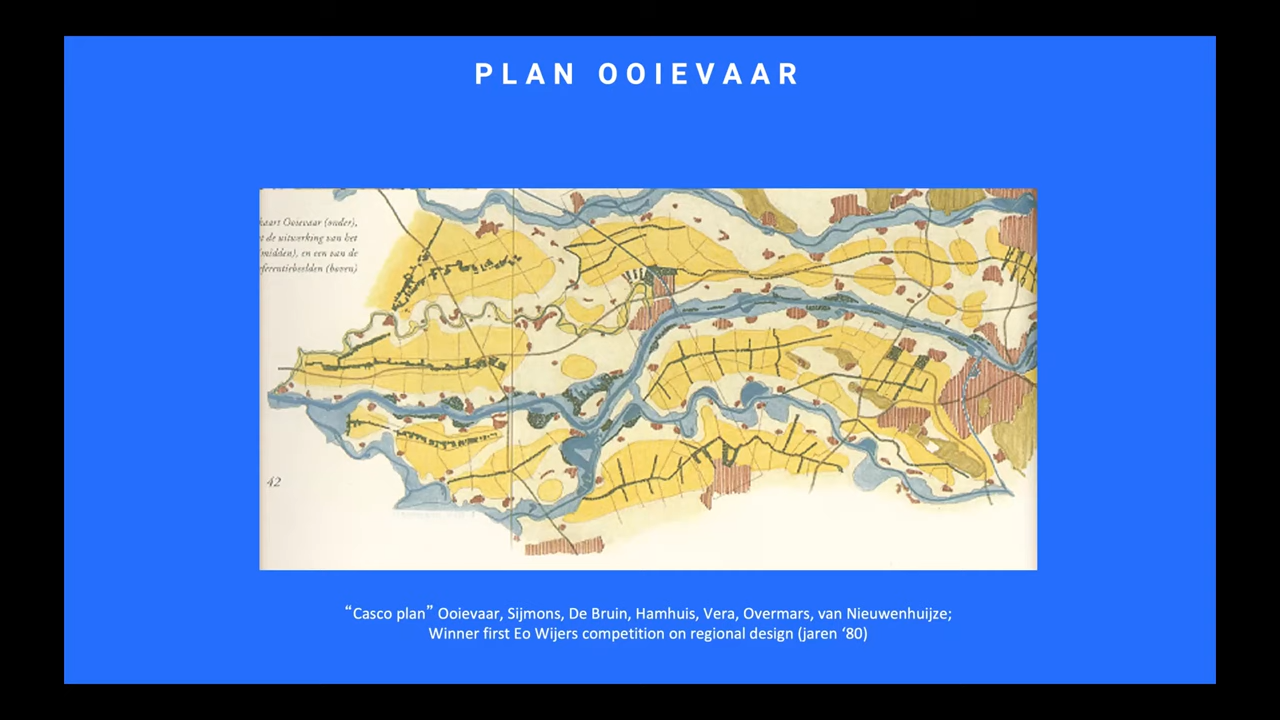 PLAN OOIEVAAR
kaart Ooievaar (onder),
t de uitwerking van het
(midden), en een van de
eferentiebeelden (boven)
42
“Casco plan” Ooievaar, Sijmons, De Bruin, Hamhuis, Vera, Overmars, van Nieuwenhuijze;
Winner first Eo Wijers competition on regional design (jaren ‘80)